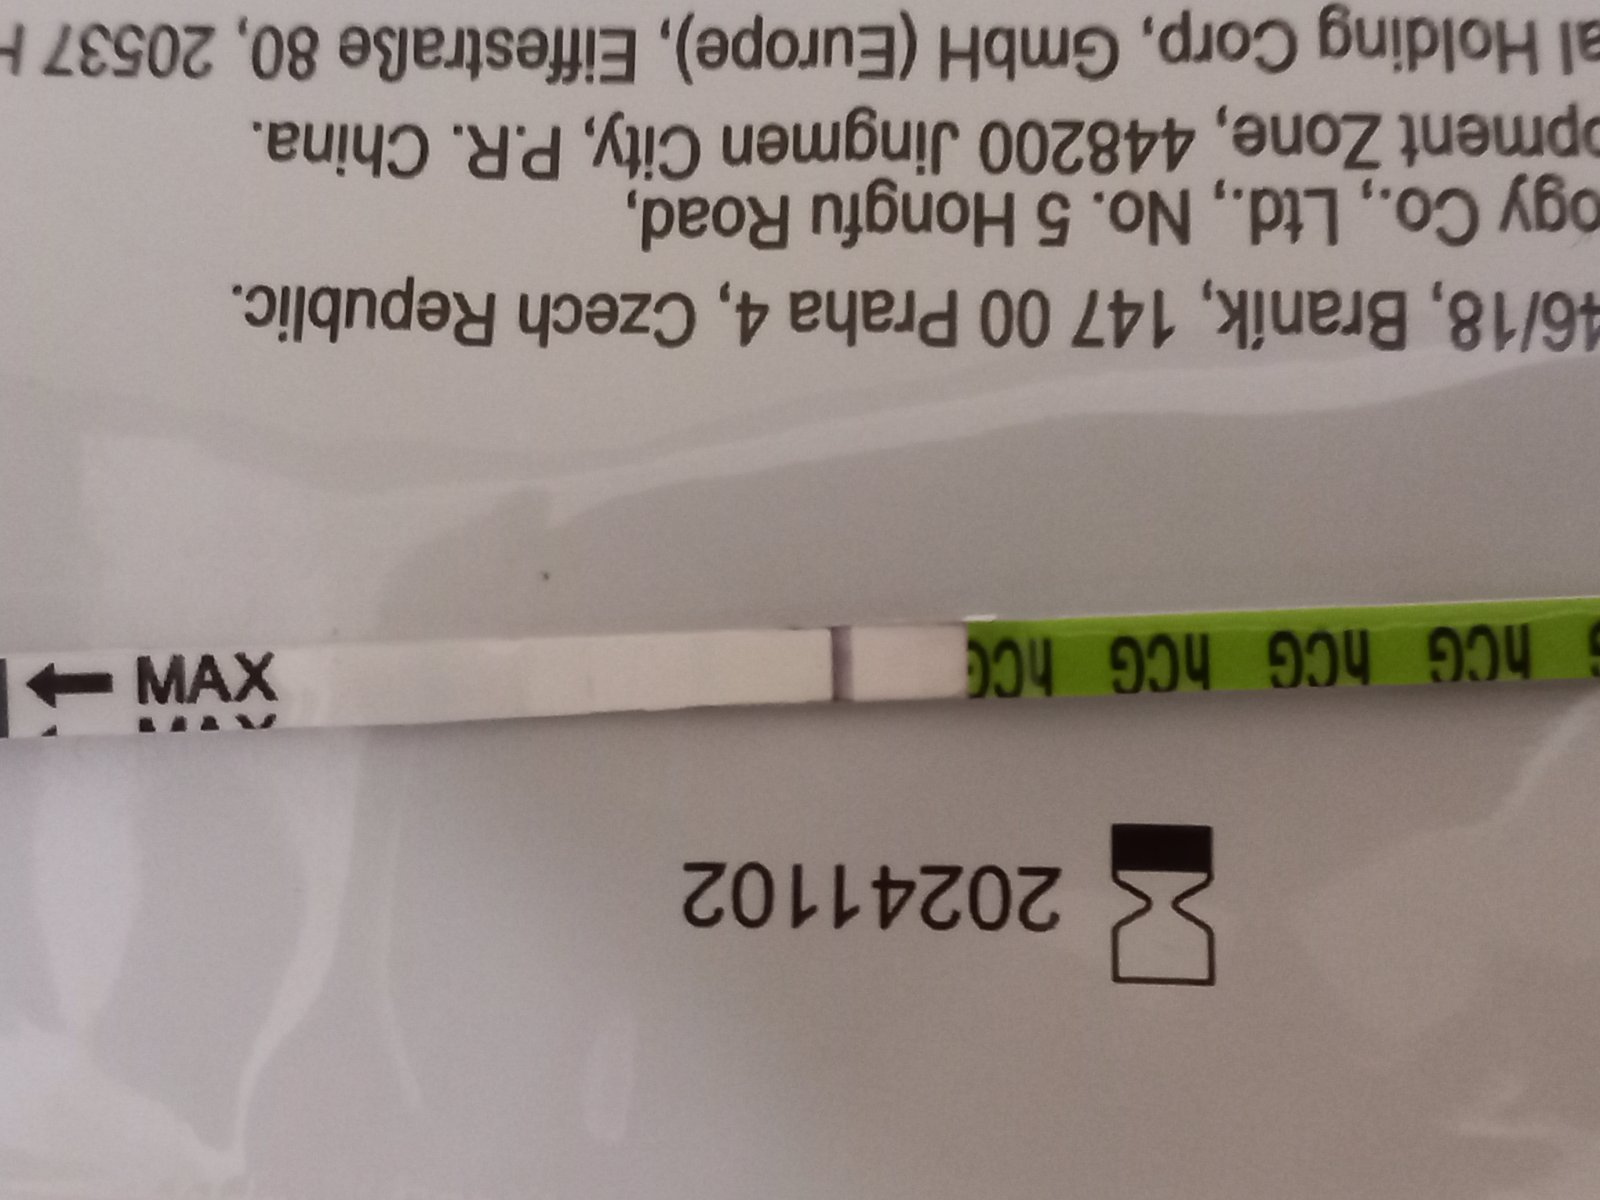 20241102
hCG hCG hCG hCG
MAX
46/18, Braník, 147 00 Praha 4, Czech Republic.
ogy Co., Ltd., No. 5 Hongfu Road,
opment Zone, 448200 Jingmen City, P.R. China.
al Holding Corp, GmbH (Europe), Eiffestraße 80, 20537 H